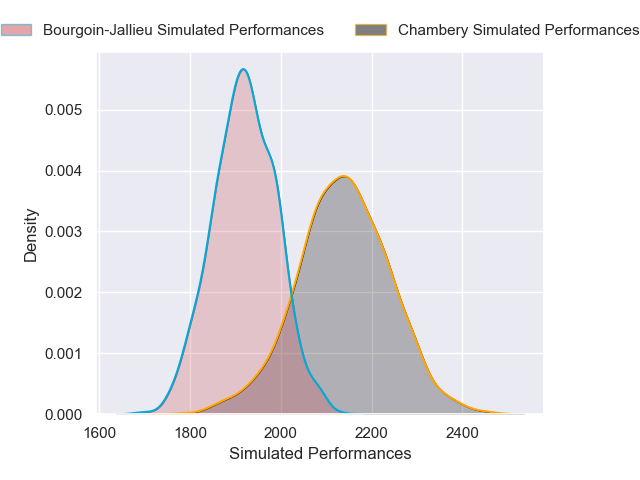 Bourgoin-Jallieu Simulated Performances
Chambery Simulated Performances
0.005
0.004
0.003
0.002
0.001
0.000
Density
1600 1800 2000 2200 2400
Simulated Performances